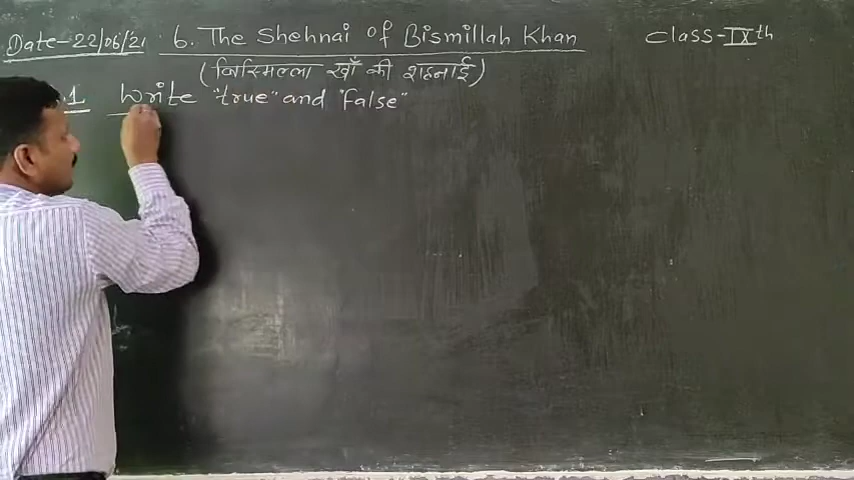 Date-22/06/21 6. The Shehnai of Bismillah Khan Class-IXth
(बिस्मिल्ला खाँ की शहनाई)
.1 Write "true" and "false"